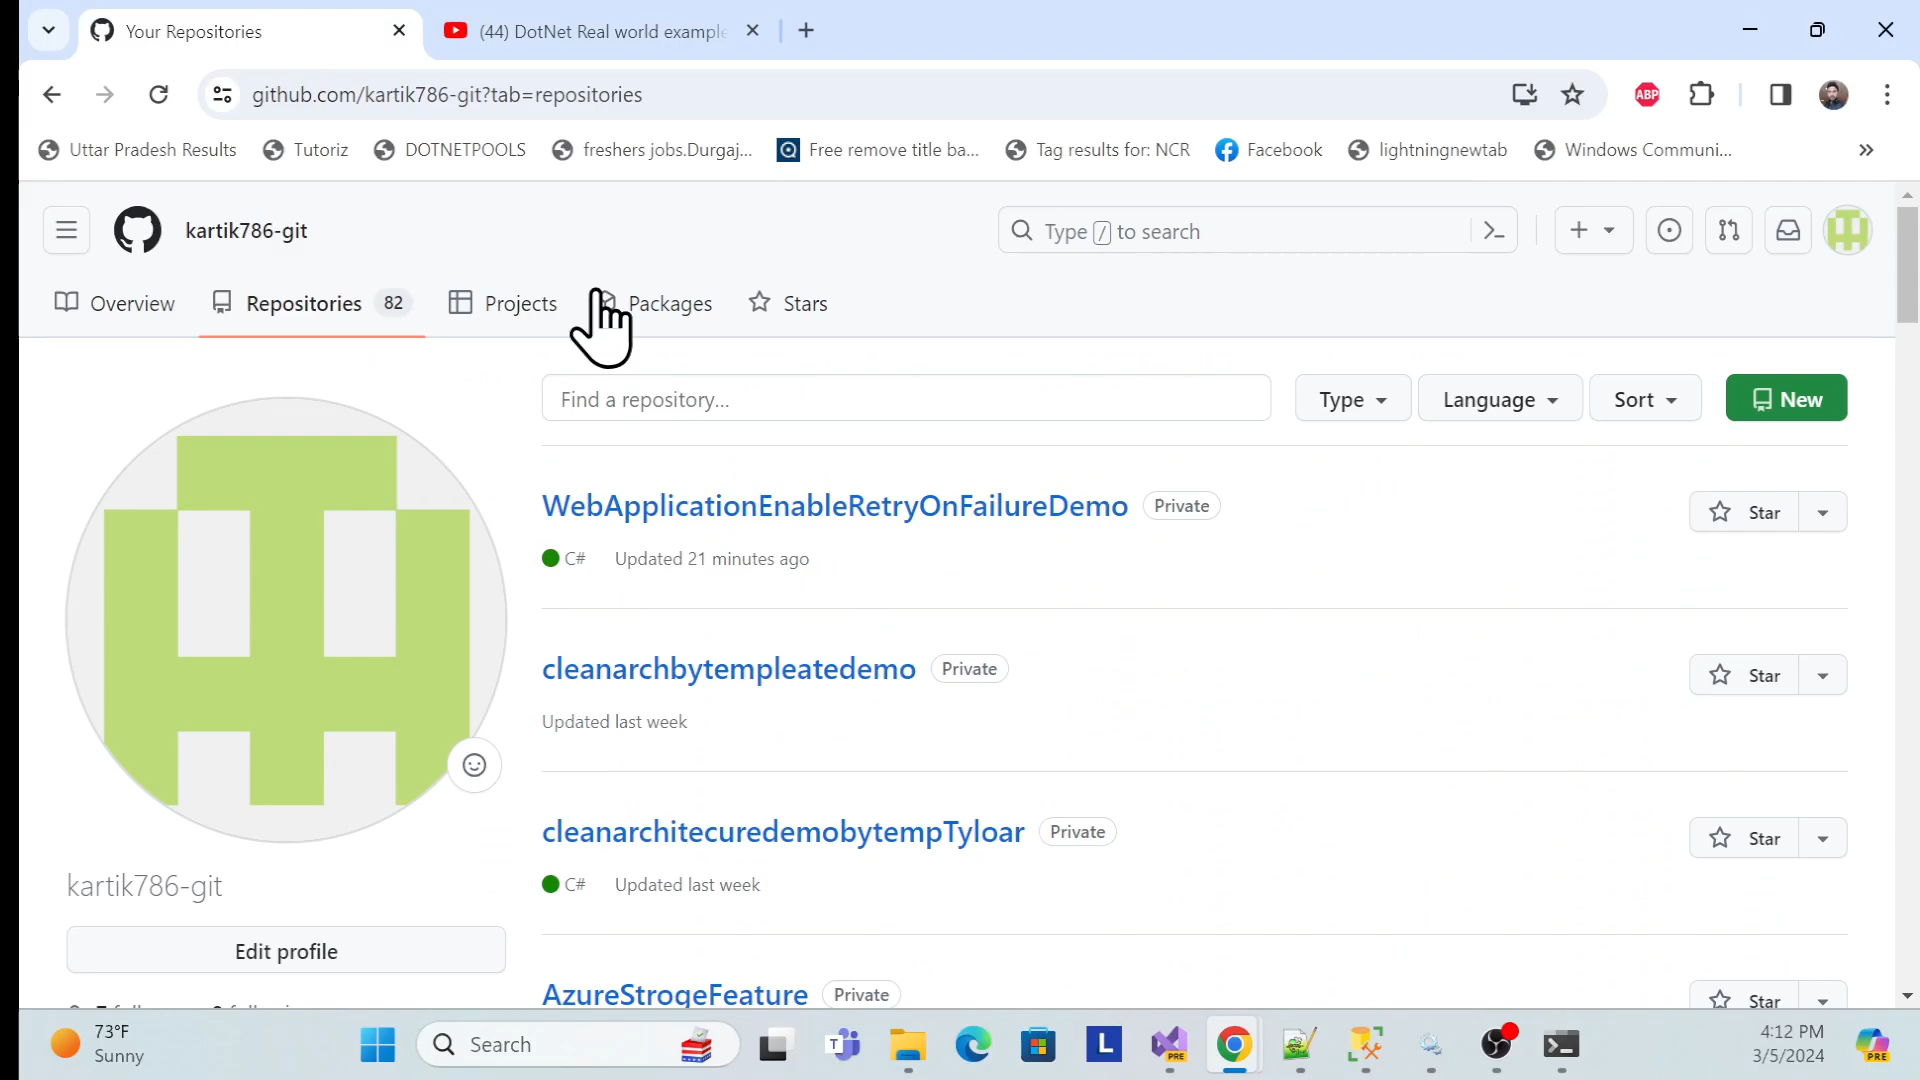 Your Repositories
(44) DotNet Real world example
github.com/kartik786-git?tab=repositories
ABP
Uttar Pradesh Results
Tutoriz
DOTNETPOOLS
freshers jobs.Durgaj...
Free remove title ba...
Tag results for: NCR
Facebook
lightningnewtab
Windows Communi...
kartik786-git
Type / to search
Overview
Repositories 82
Projects
Packages
Stars
Find a repository...
Type
Language
Sort
New
WebApplicationEnableRetryOnFailureDemo Private
Star
C# Updated 21 minutes ago
cleanarchbytempleatedemo Private
Star
Updated last week
cleanarchitecuredemobytempTyloar Private
Star
C# Updated last week
kartik786-git
Edit profile
AzureStrogeFeature Private
Star
73°F
Sunny
Search
T
L
PRE
4:12 PM
3/5/2024
PRE